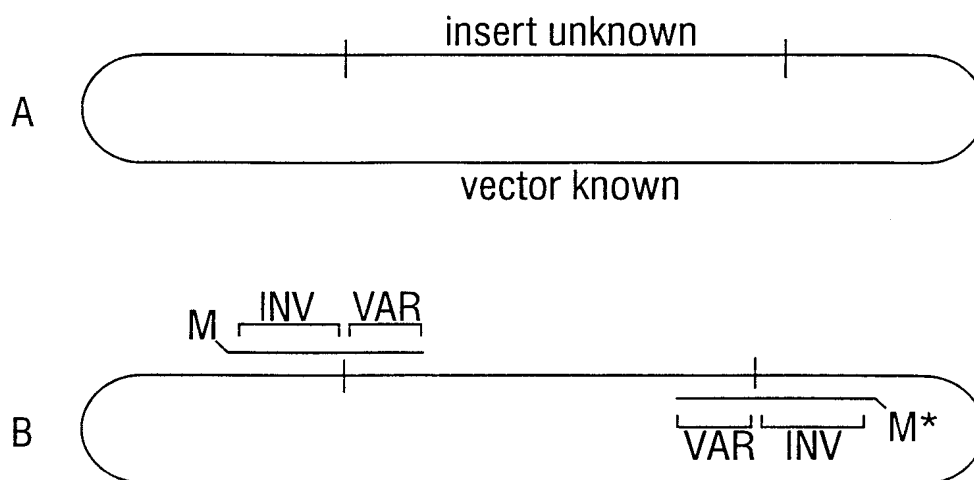 insert unknown
A
vector known
INV VAR
M
B
M*
VAR INV